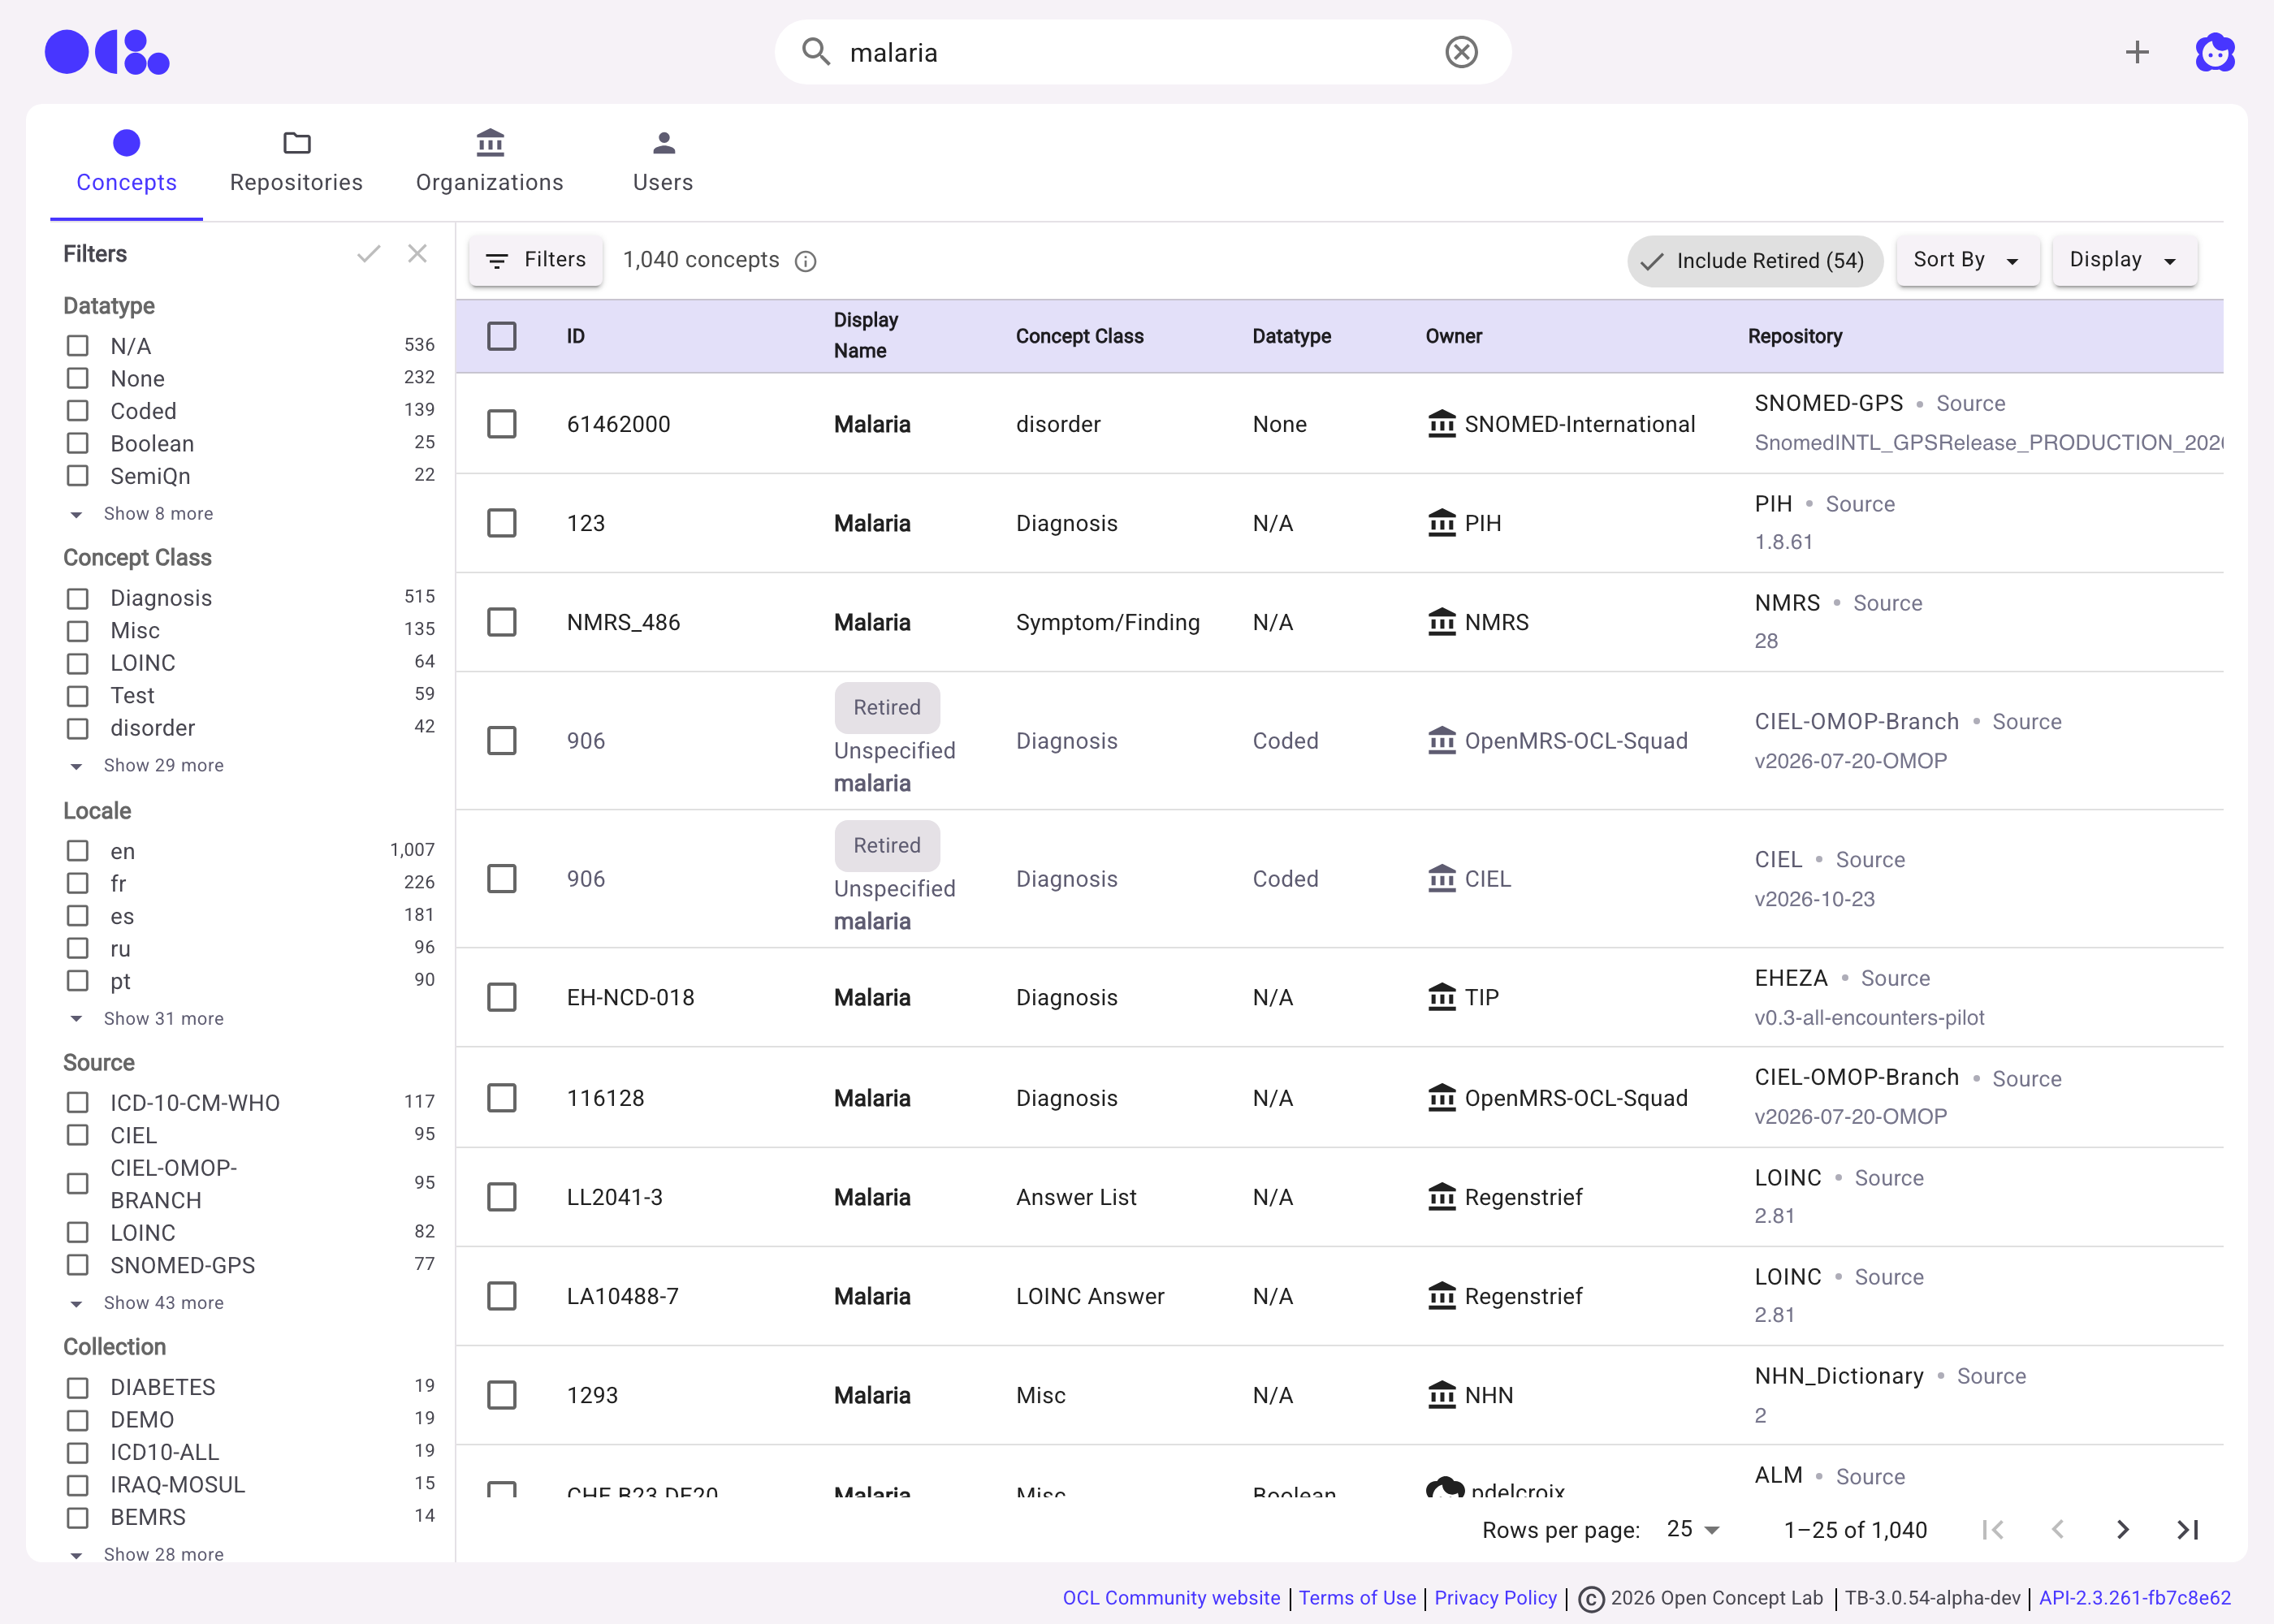 malaria
Concepts
Repositories
Organizations
Users
Filters
Datatype
N/A 536
None 232
Coded 139
Boolean 25
SemiQn 22
Show 8 more
Concept Class
Diagnosis 515
Misc 135
LOINC 64
Test 59
disorder 42
Show 29 more
Locale
en 1,007
fr 226
es 181
ru 96
pt 90
Show 31 more
Source
ICD-10-CM-WHO 117
CIEL 95
CIEL-OMOP-
BRANCH 95
LOINC 82
SNOMED-GPS 77
Show 43 more
Collection
DIABETES 19
DEMO 19
ICD10-ALL 19
IRAQ-MOSUL 15
BEMRS 14
Show 28 more
Filters 1,040 concepts Include Retired (54) Sort By Display
ID Display Name Concept Class Datatype Owner Repository
61462000 Malaria disorder None SNOMED-International SNOMED-GPS • Source
SnomedINTL_GPSRelease_PRODUCTION_202
123 Malaria Diagnosis N/A PIH PIH • Source
1.8.61
NMRS_486 Malaria Symptom/Finding N/A NMRS NMRS • Source
28
Retired
906 Unspecified malaria Diagnosis Coded OpenMRS-OCL-Squad CIEL-OMOP-Branch • Source
v2026-07-20-OMOP
Retired
906 Unspecified malaria Diagnosis Coded CIEL CIEL • Source
v2026-10-23
EH-NCD-018 Malaria Diagnosis N/A TIP EHEZA • Source
v0.3-all-encounters-pilot
116128 Malaria Diagnosis N/A OpenMRS-OCL-Squad CIEL-OMOP-Branch • Source
v2026-07-20-OMOP
LL2041-3 Malaria Answer List N/A Regenstrief LOINC • Source
2.81
LA10488-7 Malaria LOINC Answer N/A Regenstrief LOINC • Source
2.81
1293 Malaria Misc N/A NHN NHN_Dictionary • Source
2
Malaria Misc Boolean pdelcroix ALM • Source
Rows per page: 25 1–25 of 1,040
OCL Community website | Terms of Use | Privacy Policy | © 2026 Open Concept Lab | TB-3.0.54-alpha-dev | API-2.3.261-fb7c8e62